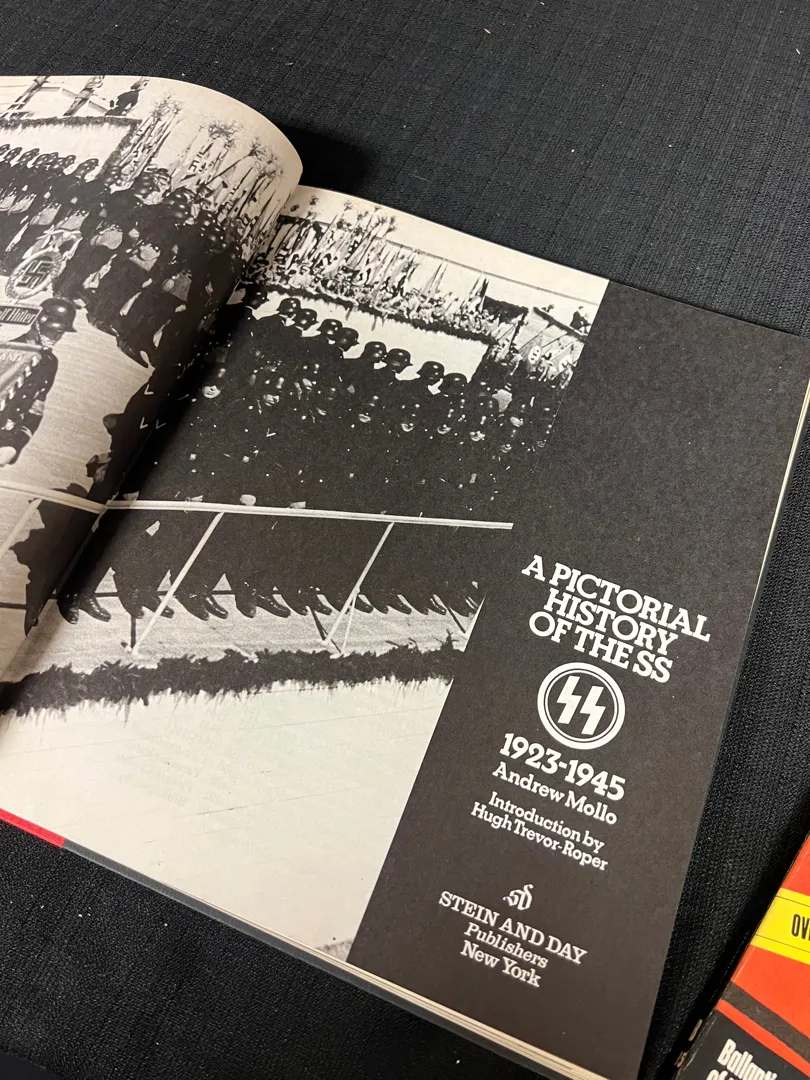 A PICTORIAL
HISTORY
OF THE SS
1923-1945
Andrew Mollo
Introduction by
Hugh Trevor-Roper
STEIN AND DAY
Publishers
New York